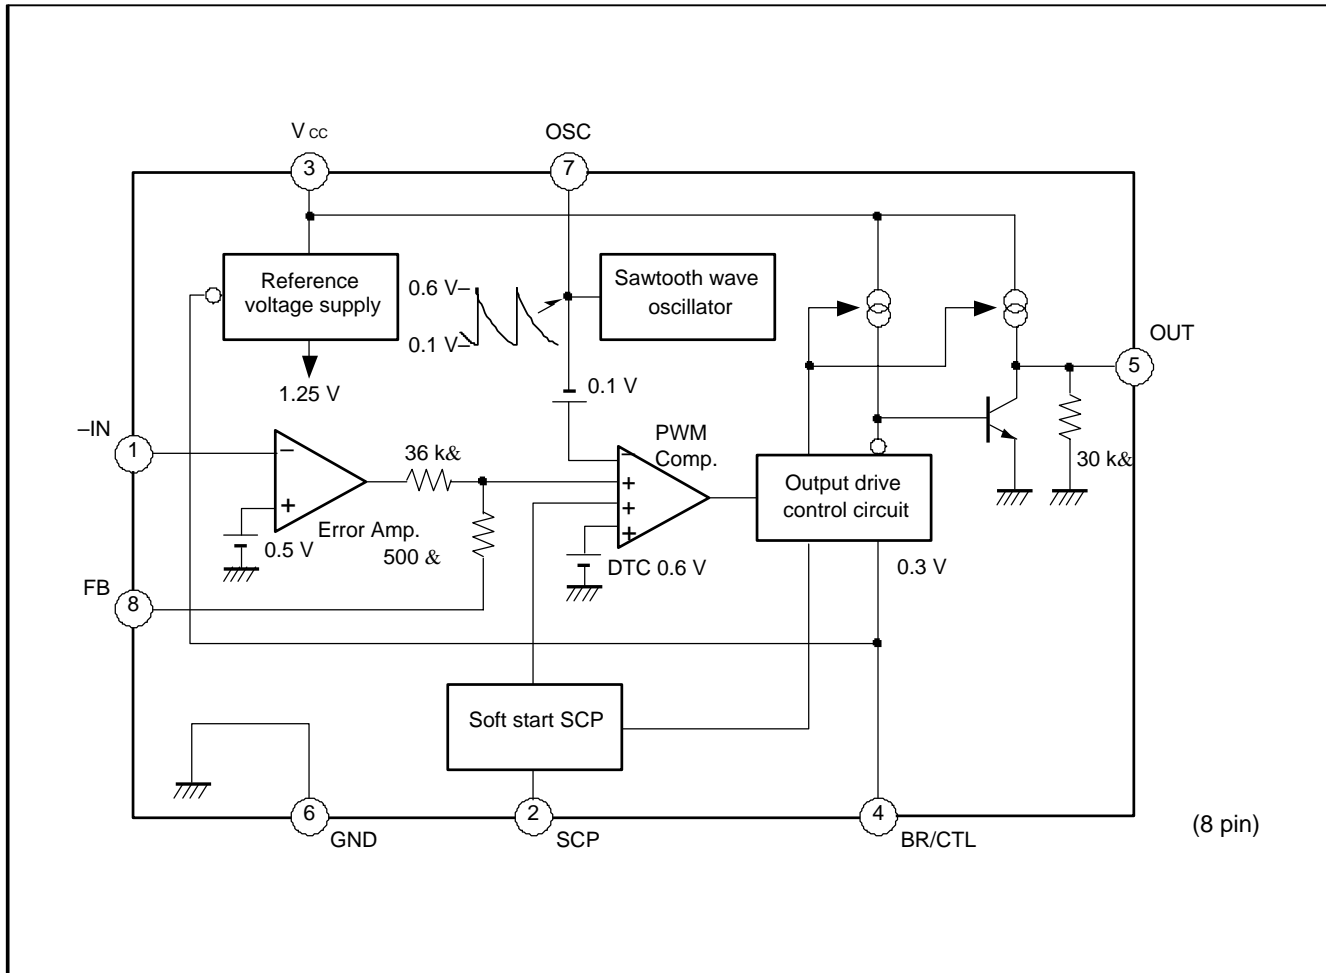 V CC
OSC
3
7
Reference
voltage supply
0.6 V–
0.1 V–
Sawtooth wave
oscillator
1.25 V
0.1 V
OUT
5
–IN
1
–
+
36 k&
PWM
Comp.
–
+
+
+
Output drive
control circuit
30 k&
Error Amp.
0.5 V
500 &
DTC 0.6 V
0.3 V
FB
8
Soft start SCP
6
GND
2
SCP
4
BR/CTL
(8 pin)